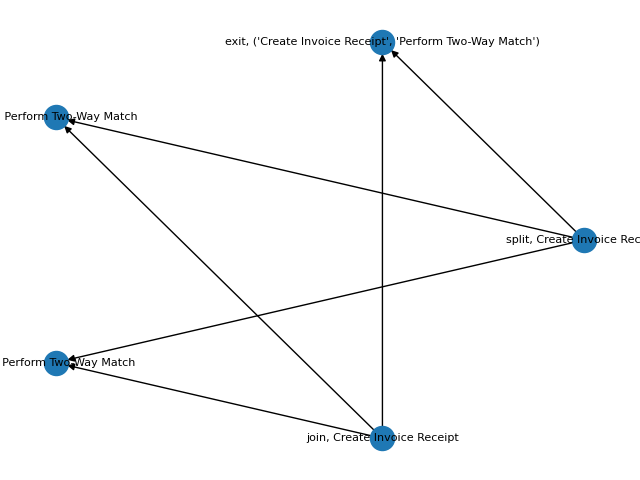 exit, ('Create Invoice Receipt', 'Perform Two-Way Match')
Perform Two-Way Match
split, Create Invoice Rec
Perform Two-Way Match
join, Create Invoice Receipt